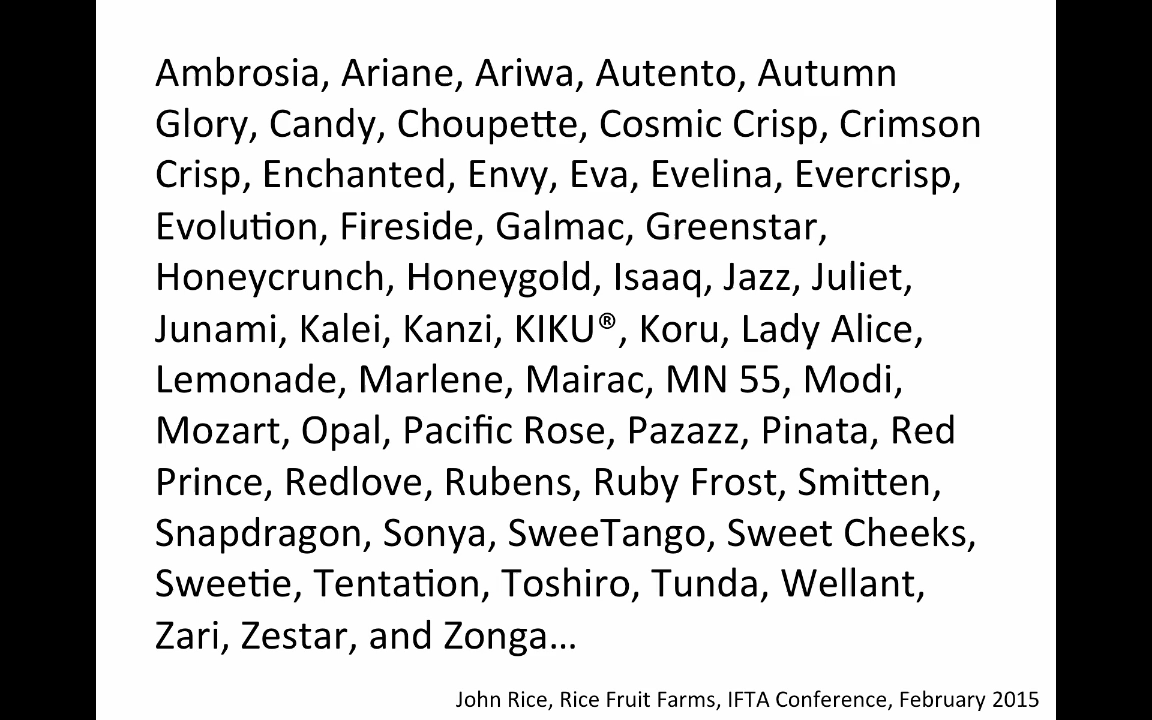 Ambrosia, Ariane, Ariwa, Autento, Autumn
Glory, Candy, Choupette, Cosmic Crisp, Crimson
Crisp, Enchanted, Envy, Eva, Evelina, Evercrisp,
Evolution, Fireside, Galmac, Greenstar,
Honeycrunch, Honeygold, Isaaq, Jazz, Juliet,
Junami, Kalei, Kanzi, KIKU®, Koru, Lady Alice,
Lemonade, Marlene, Mairac, MN 55, Modi,
Mozart, Opal, Pacific Rose, Pazazz, Pinata, Red
Prince, Redlove, Rubens, Ruby Frost, Smitten,
Snapdragon, Sonya, SweeTango, Sweet Cheeks,
Sweetie, Tentation, Toshiro, Tunda, Wellant,
Zari, Zestar, and Zonga…
John Rice, Rice Fruit Farms, IFTA Conference, February 2015